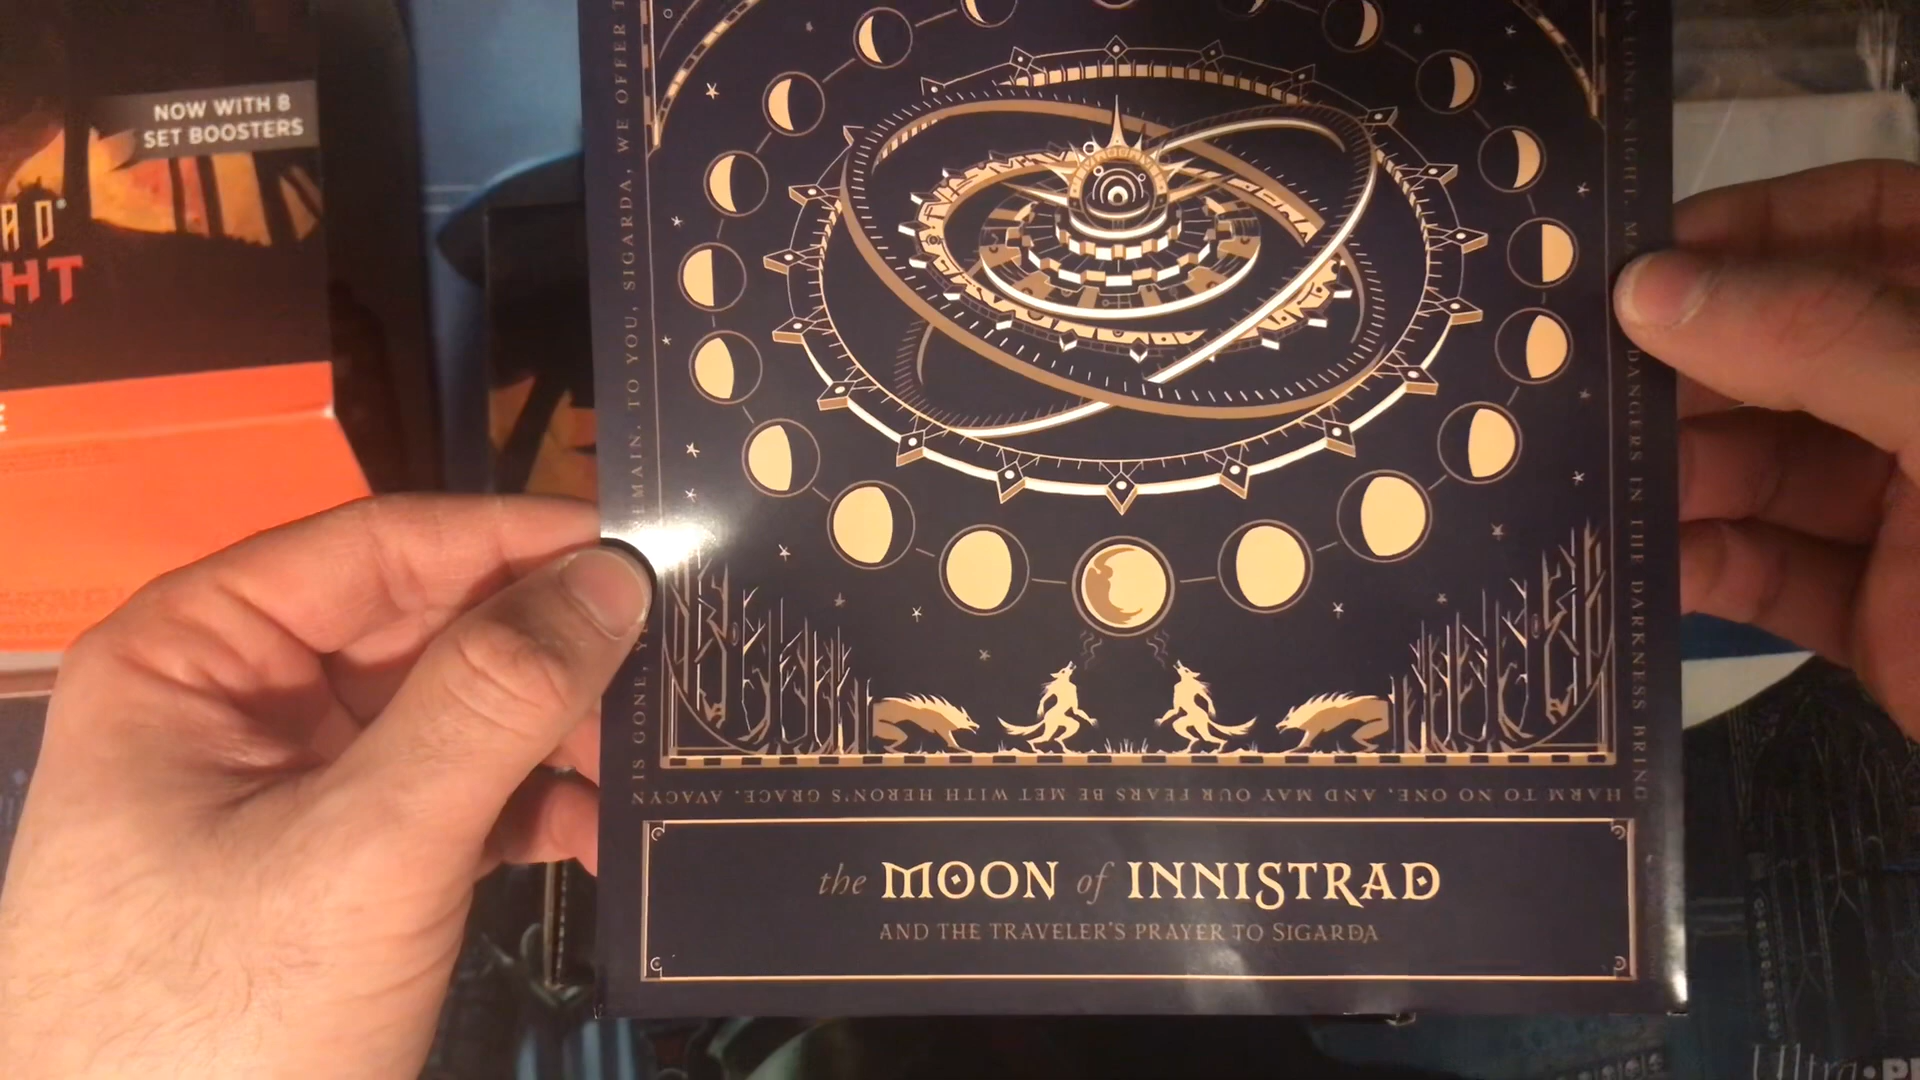 NOW WITH 8
SET BOOSTERS
HT
MAIN. TO YOU, SIGARDA, WE OFFER
IS LONG NIGHT.
DANGERS IN THE DARKNESS BRING
HARM TO NO ONE, AND MAY OUR FEARS BE MET WITH HERON'S GRACE. AVACYN
IS GONE, Y
the MOON of INNISTRAD
AND THE TRAVELER'S PRAYER TO SIGARDA
Ultra•P